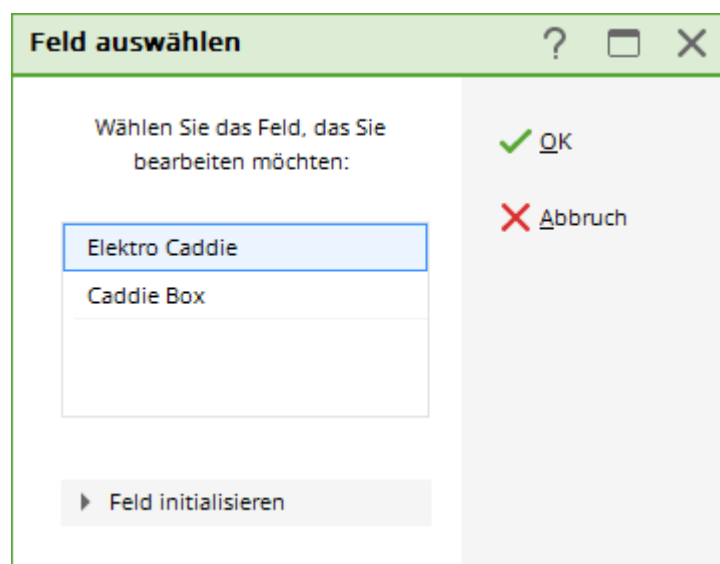 Feld auswählen
Wählen Sie das Feld, das Sie
bearbeiten möchten:
OK
Abbruch
Elektro Caddie
Caddie Box
Feld initialisieren